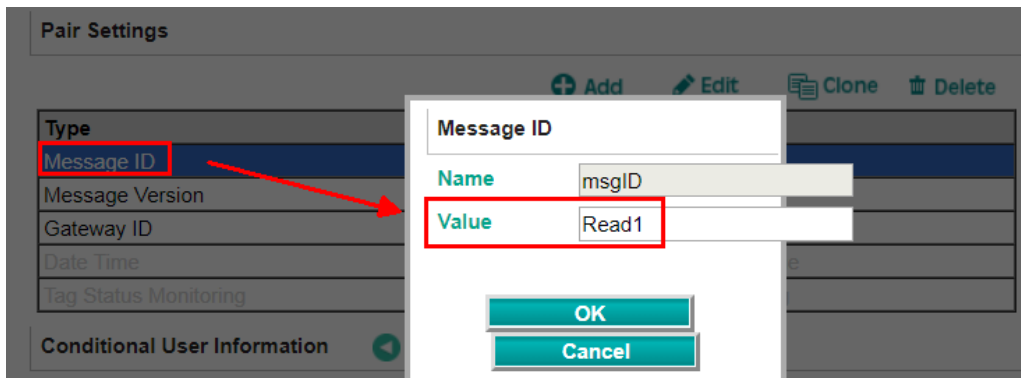 Pair Settings
Add Edit Clone Delete
Type
Message ID
Message Version
Gateway ID
Date Time
Tag Status Monitoring
Conditional User Information
Message ID
Name msgID
Value Read1
OK
Cancel